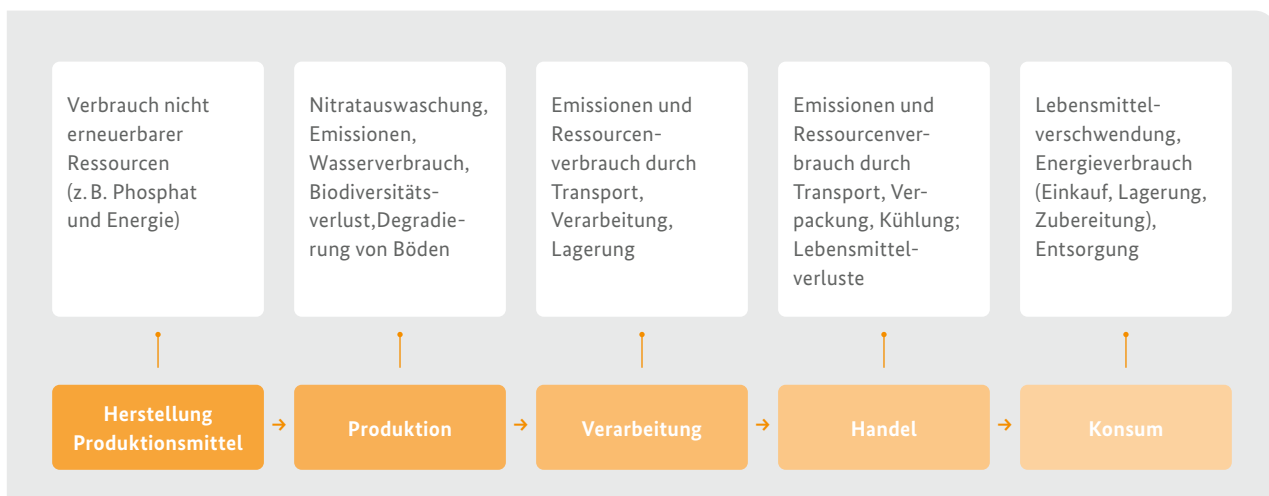 Verbrauch nicht
erneuerbarer
Ressourcen
(z. B. Phosphat
und Energie)
Nitratauswaschung,
Emissionen,
Wasserverbrauch,
Biodiversitäts-
verlust,Degradie-
rung von Böden
Emissionen und
Ressourcen-
verbrauch durch
Transport,
Verarbeitung,
Lagerung
Emissionen und
Ressourcenver-
brauch durch
Transport, Ver-
packung, Kühlung;
Lebensmittel-
verluste
Lebensmittel-
verschwendung,
Energieverbrauch
(Einkauf, Lagerung,
Zubereitung),
Entsorgung
Herstellung
Produktionsmittel
Produktion
Verarbeitung
Handel
Konsum